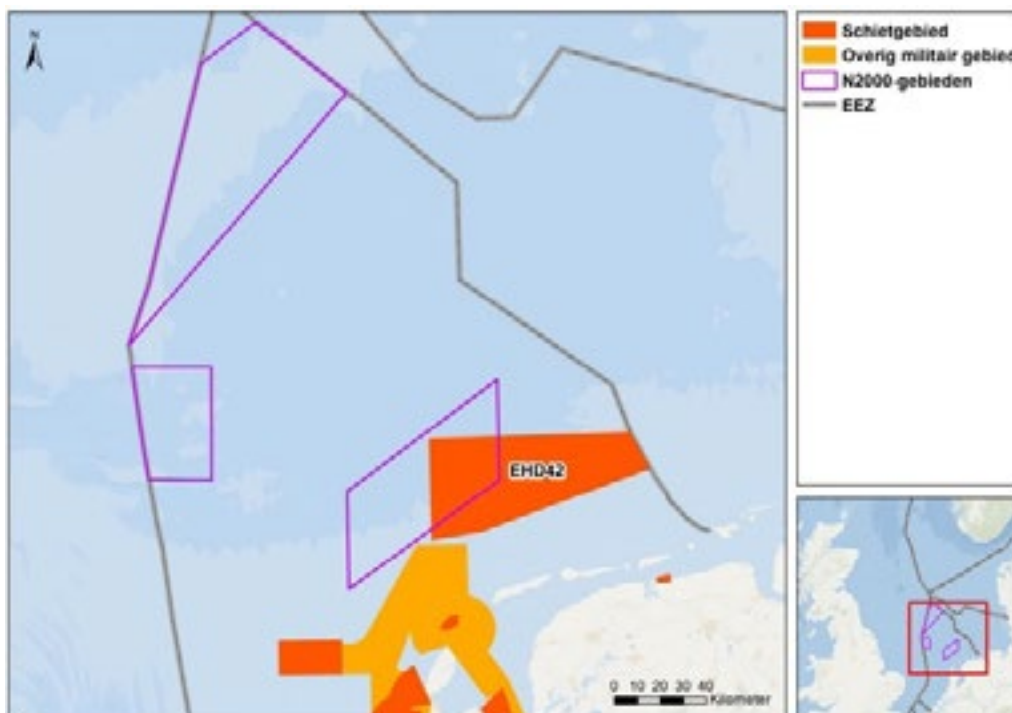 N
Schietgebied
Overig militair gebied
N2000-gebieden
EEZ
EHD42
0 10 20 30 40
Kilometer